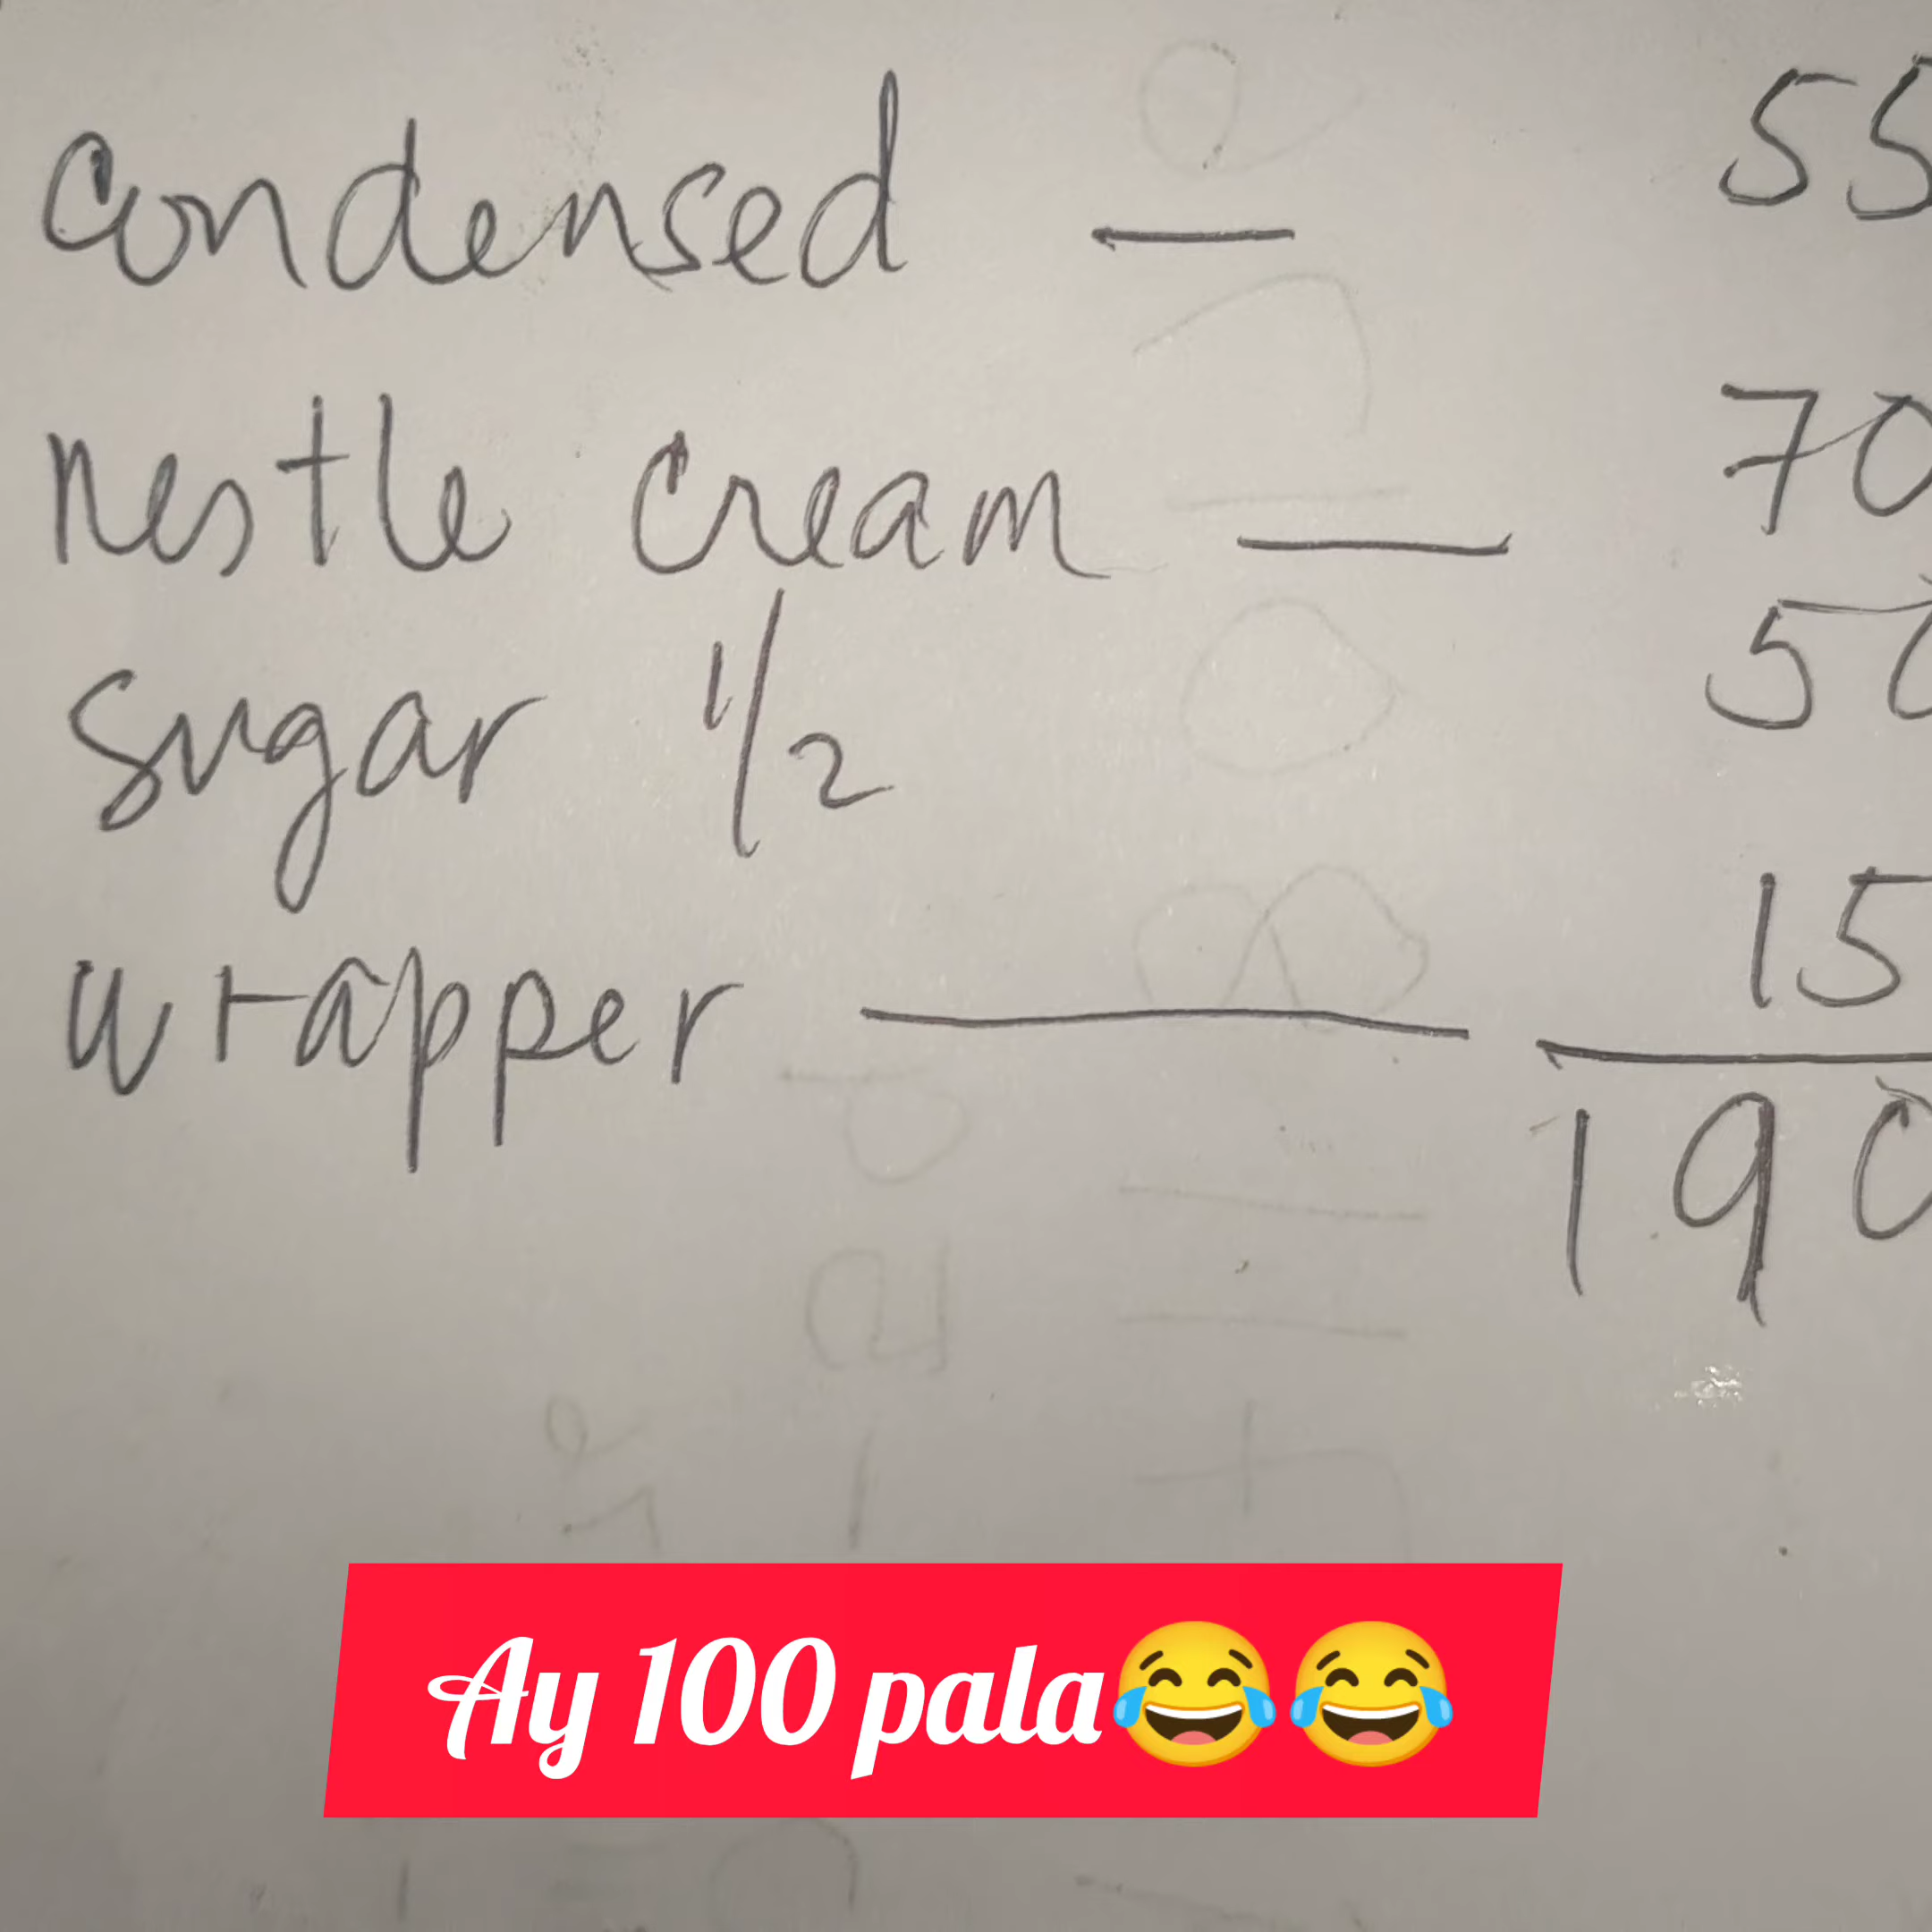 condensed — 55
nestle cream — 70
sugar 1/2 50
wrapper — 15
190
Ay 100 pala😂😂